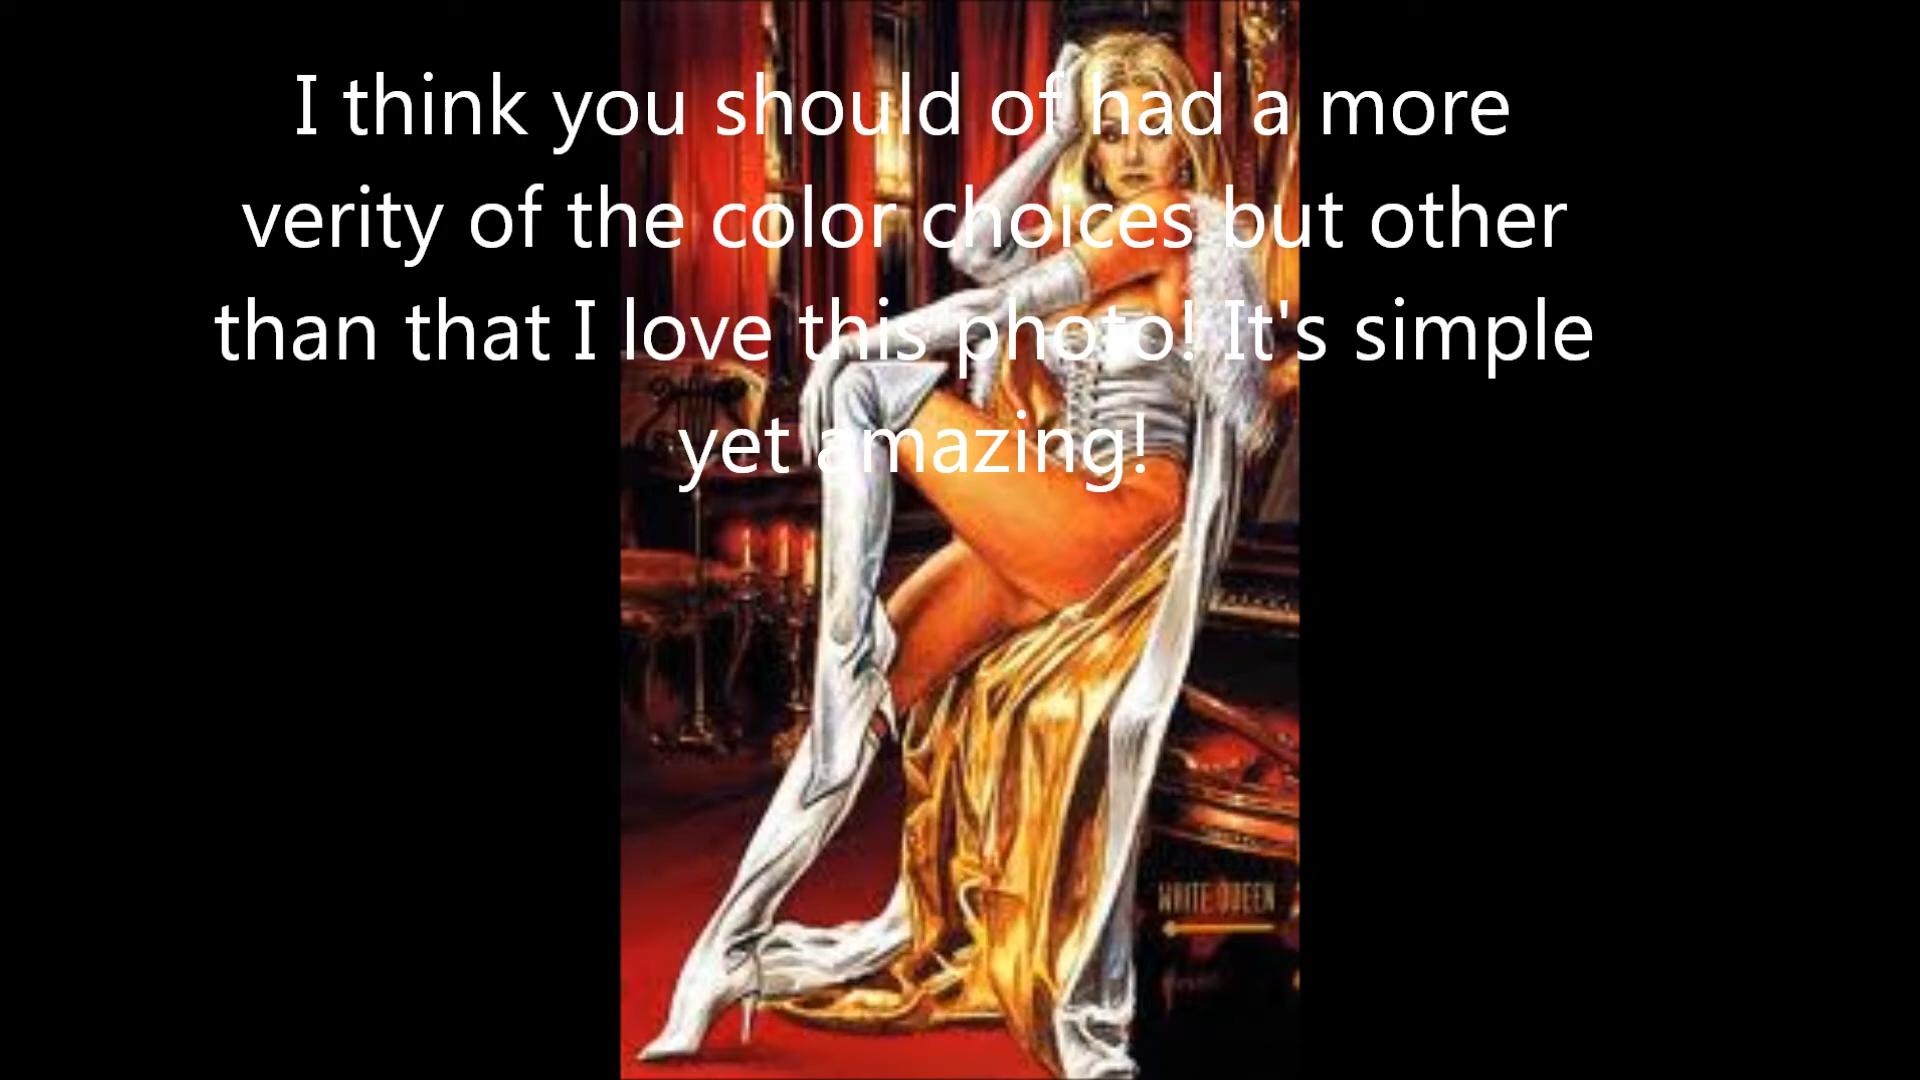 I think you should of had a more
verity of the color choices but other
than that I love this photo! It's simple
yet amazing!
WHITE QUEEN